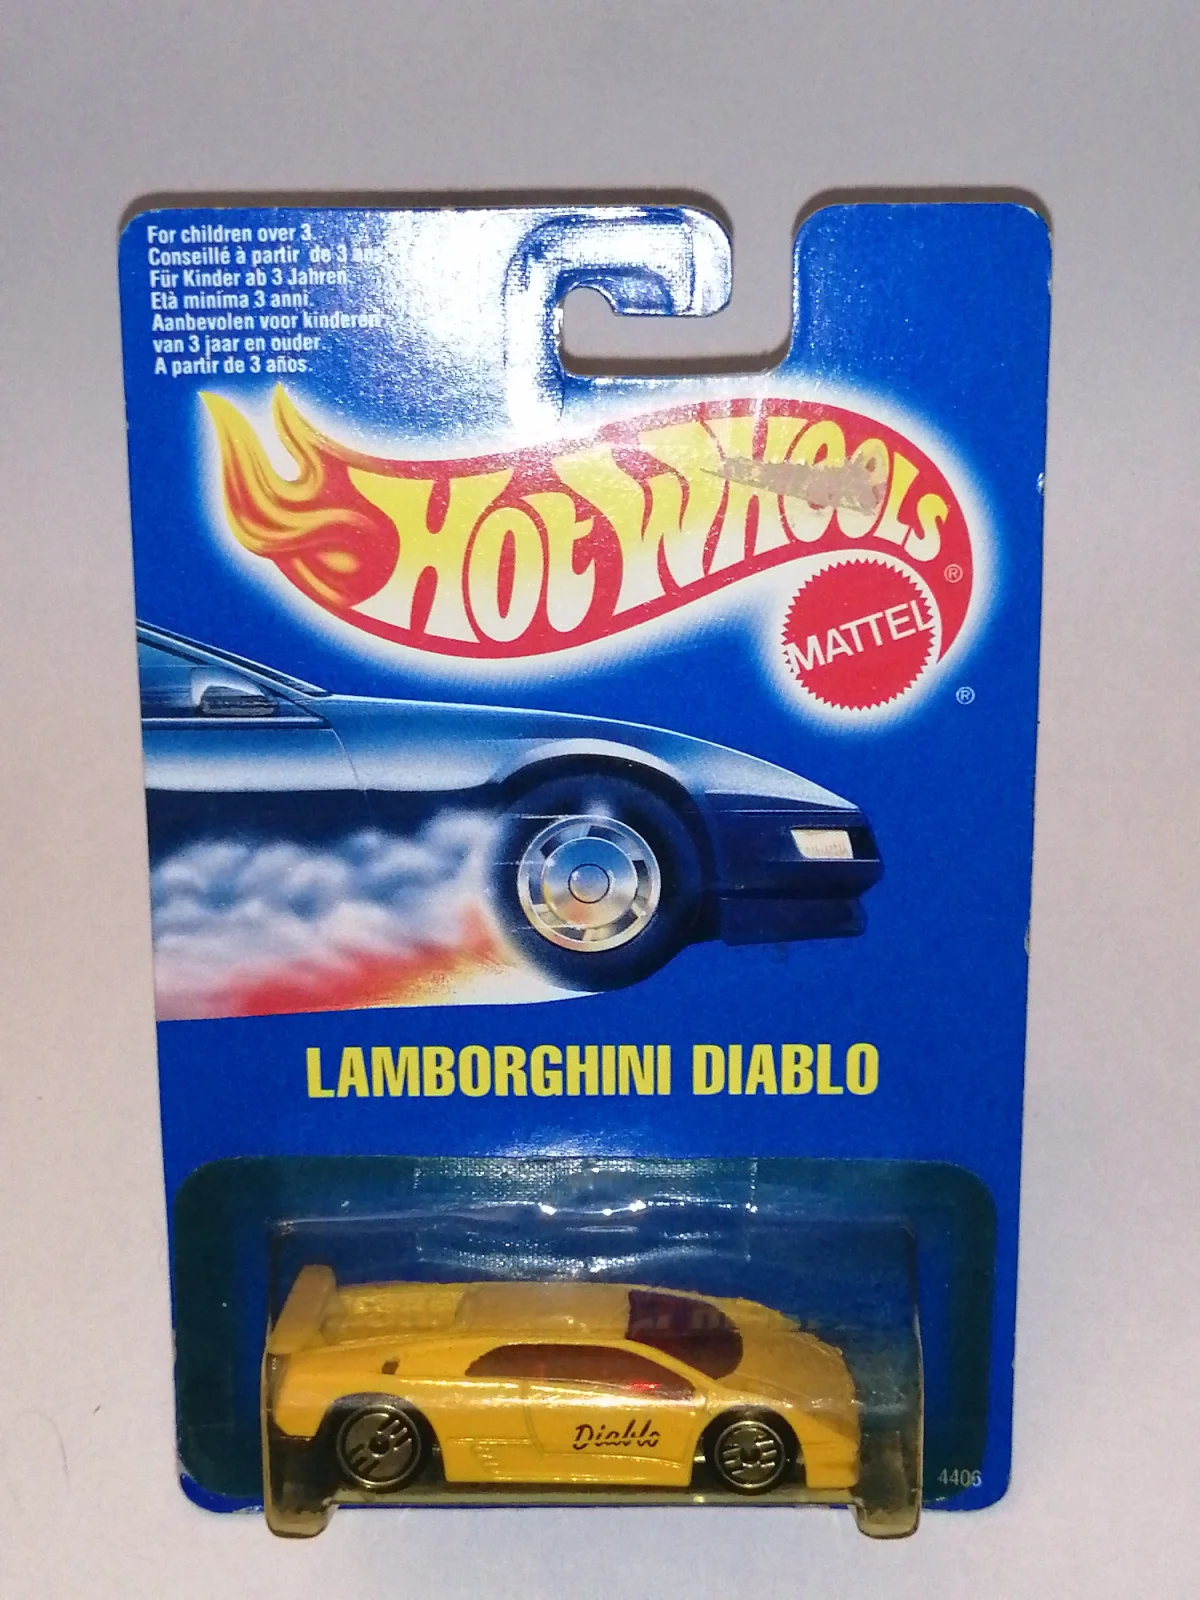 For children over 3.
Conseillé à partir de 3 ans
Für Kinder ab 3 Jahren.
Età minima 3 anni.
Aanbevolen voor kinderen
van 3 jaar en ouder.
A partir de 3 años.
HOT WHEELS
®
MATTEL
®
LAMBORGHINI DIABLO
Diablo
4406